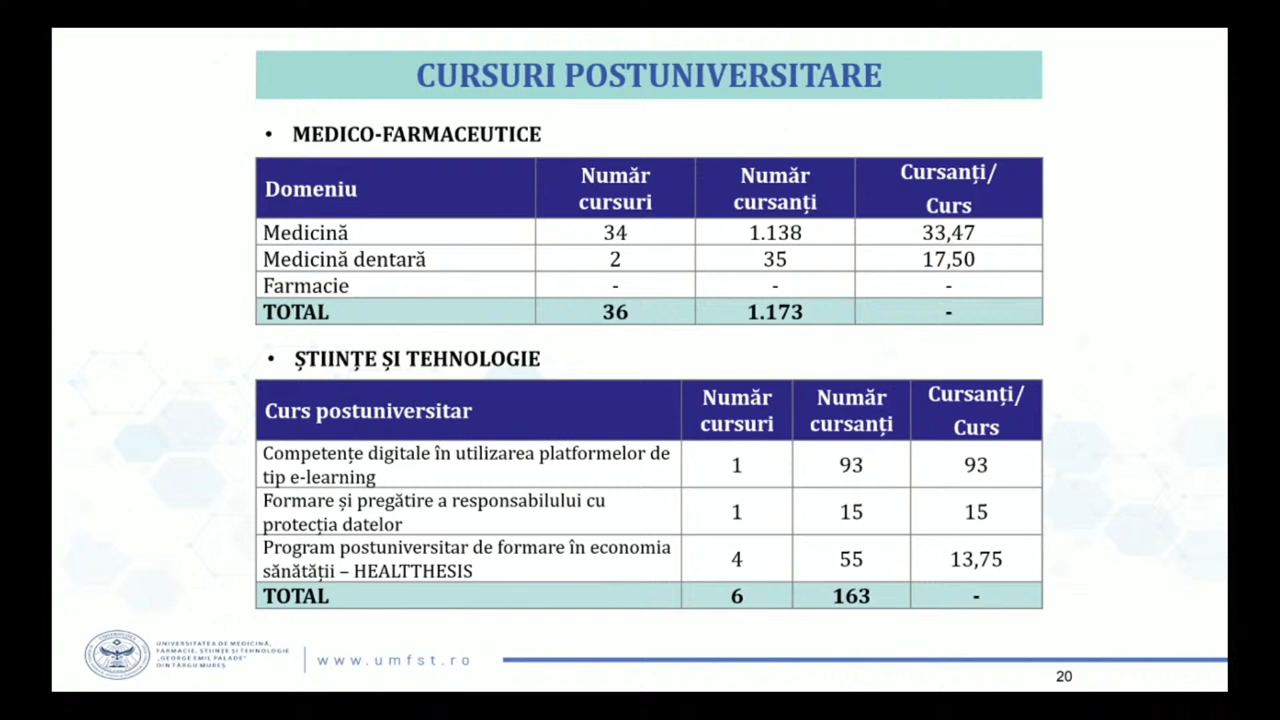 CURSURI POSTUNIVERSITARE
• MEDICO-FARMACEUTICE
Domeniu Număr cursuri Număr cursanți Cursanți/ Curs
Medicină 34 1.138 33,47
Medicină dentară 2 35 17,50
Farmacie - - -
TOTAL 36 1.173 -
• ȘTIINȚE ȘI TEHNOLOGIE
Curs postuniversitar Număr cursuri Număr cursanți Cursanți/ Curs
Competențe digitale în utilizarea platformelor de
tip e-learning 1 93 93
Formare și pregătire a responsabilului cu
protecția datelor 1 15 15
Program postuniversitar de formare în economia
sănătății – HEALTTHESIS 4 55 13,75
TOTAL 6 163 -
UNIVERSITATEA DE MEDICINĂ,
FARMACIE, ȘTIINȚE ȘI TEHNOLOGIE
„GEORGE EMIL PALADE"
DIN TÂRGU MUREȘ
www.umfst.ro
20